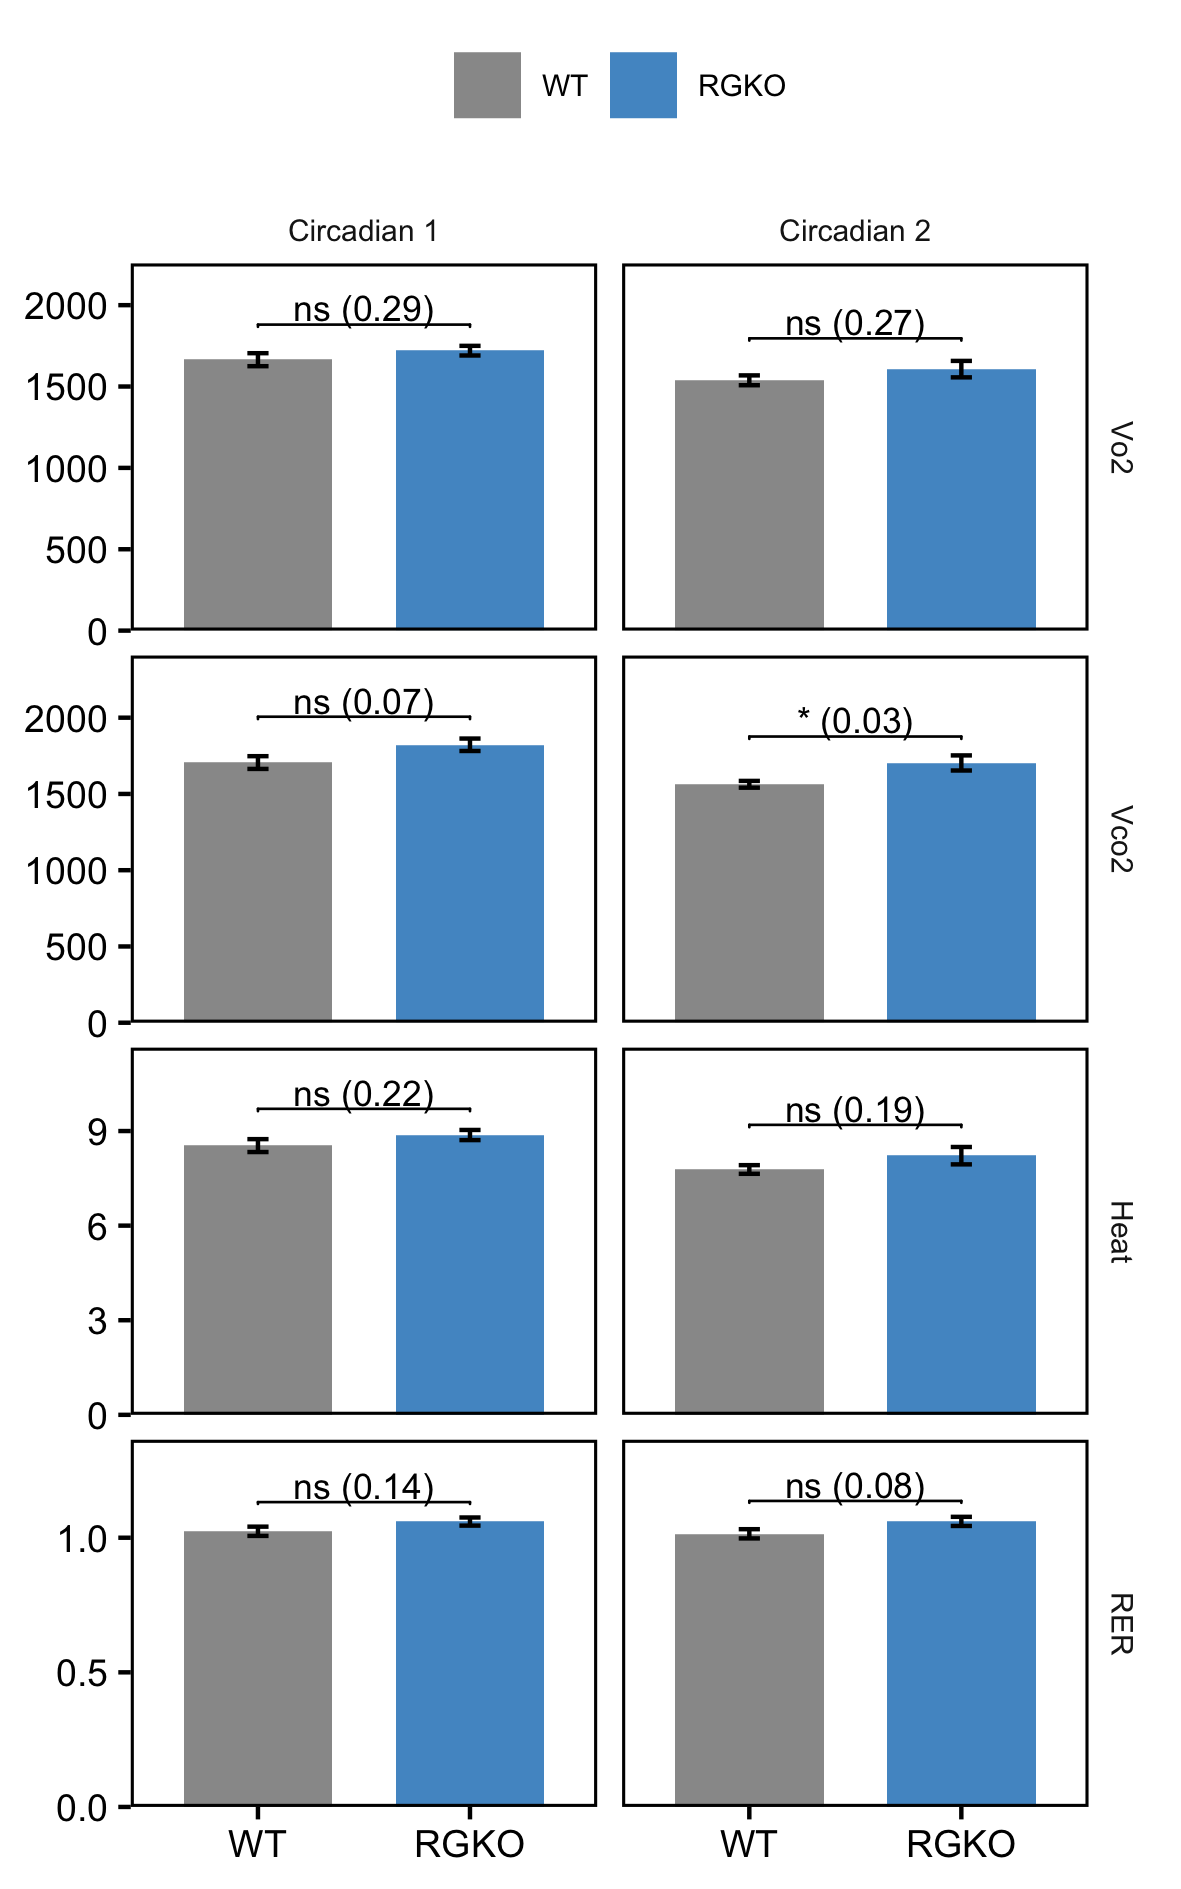 WT RGKO
Circadian 1 Circadian 2
2000
1500
1000
500
0
ns (0.29)
ns (0.27)
Vo2
2000
1500
1000
500
0
ns (0.07)
* (0.03)
Vco2
9
6
3
0
ns (0.22)
ns (0.19)
Heat
1.0
0.5
0.0
ns (0.14)
ns (0.08)
RER
WT RGKO WT RGKO